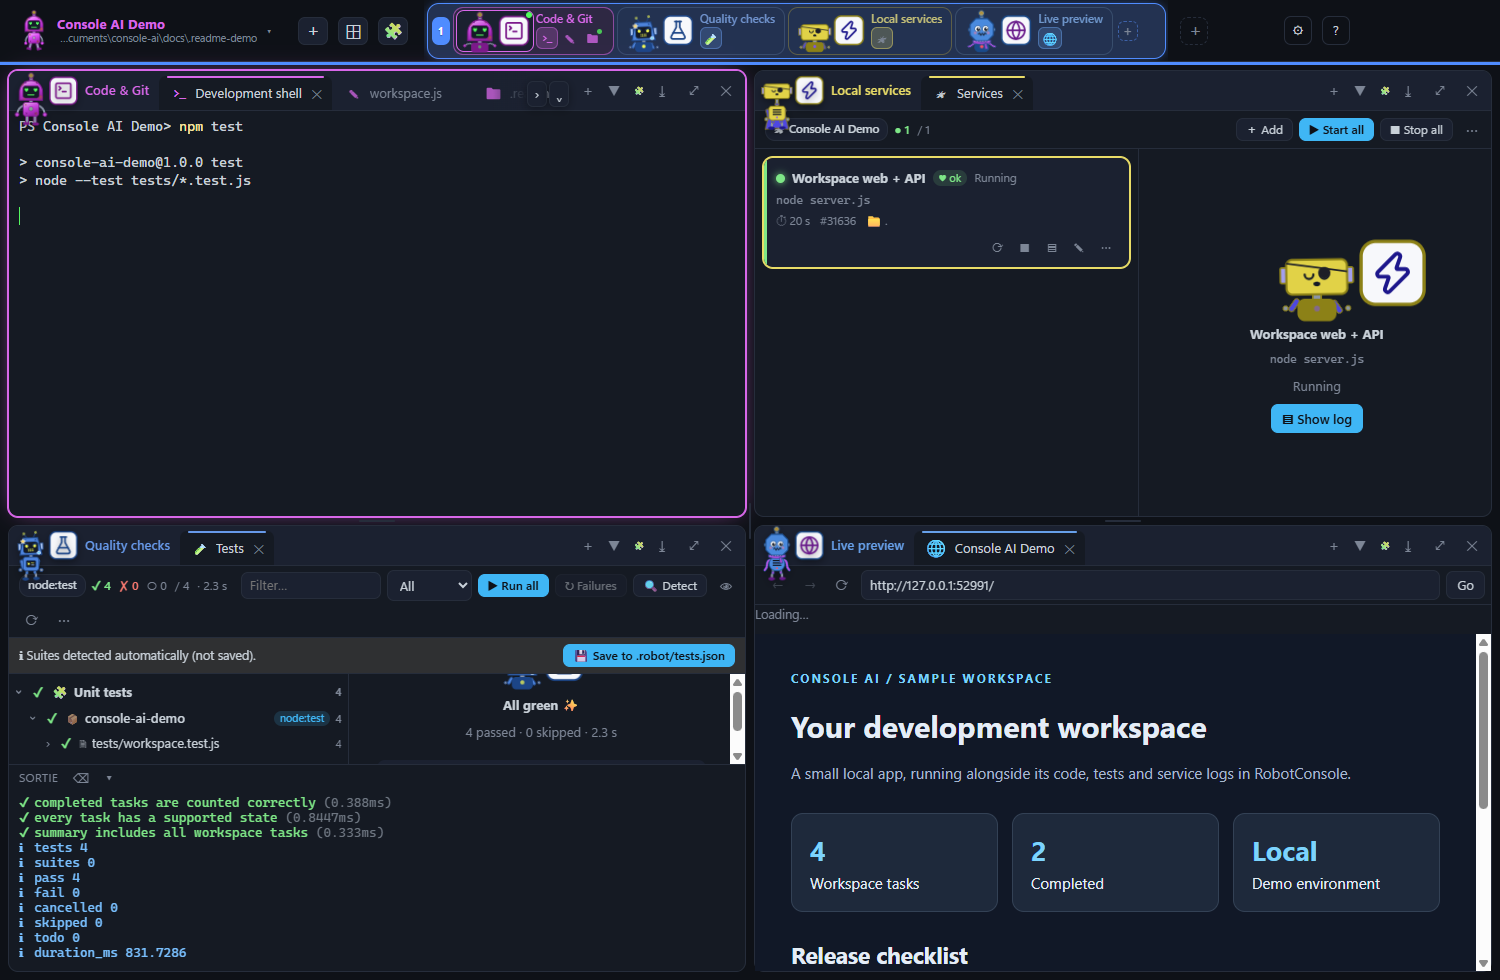 Console AI Demo
...cuments\console-ai\docs\.readme-demo
1
Code & Git
Quality checks
Local services
Live preview
?
Code & Git
Development shell
workspace.js
PS Console AI Demo> npm test
> console-ai-demo@1.0.0 test
> node --test tests/*.test.js
Local services
Services
Console AI Demo
1 / 1
+ Add
Start all
Stop all
Workspace web + API
ok
Running
node server.js
20 s
#31636
.
Workspace web + API
node server.js
Running
Show log
Quality checks
Tests
node:test
✓ 4 ✗ 0 ○ 0 / 4 · 2.3 s
Filter...
All
Run all
Failures
Detect
Suites detected automatically (not saved).
Save to .robot/tests.json
Unit tests
4
console-ai-demo
node:test
4
tests/workspace.test.js
4
All green
4 passed · 0 skipped · 2.3 s
SORTIE
✓ completed tasks are counted correctly (0.388ms)
✓ every task has a supported state (0.8447ms)
✓ summary includes all workspace tasks (0.333ms)
ℹ tests 4
ℹ suites 0
ℹ pass 4
ℹ fail 0
ℹ cancelled 0
ℹ skipped 0
ℹ todo 0
ℹ duration_ms 831.7286
Live preview
Console AI Demo
http://127.0.0.1:52991/
Go
Loading...
CONSOLE AI / SAMPLE WORKSPACE
Your development workspace
A small local app, running alongside its code, tests and service logs in RobotConsole.
4
Workspace tasks
2
Completed
Local
Demo environment
Release checklist